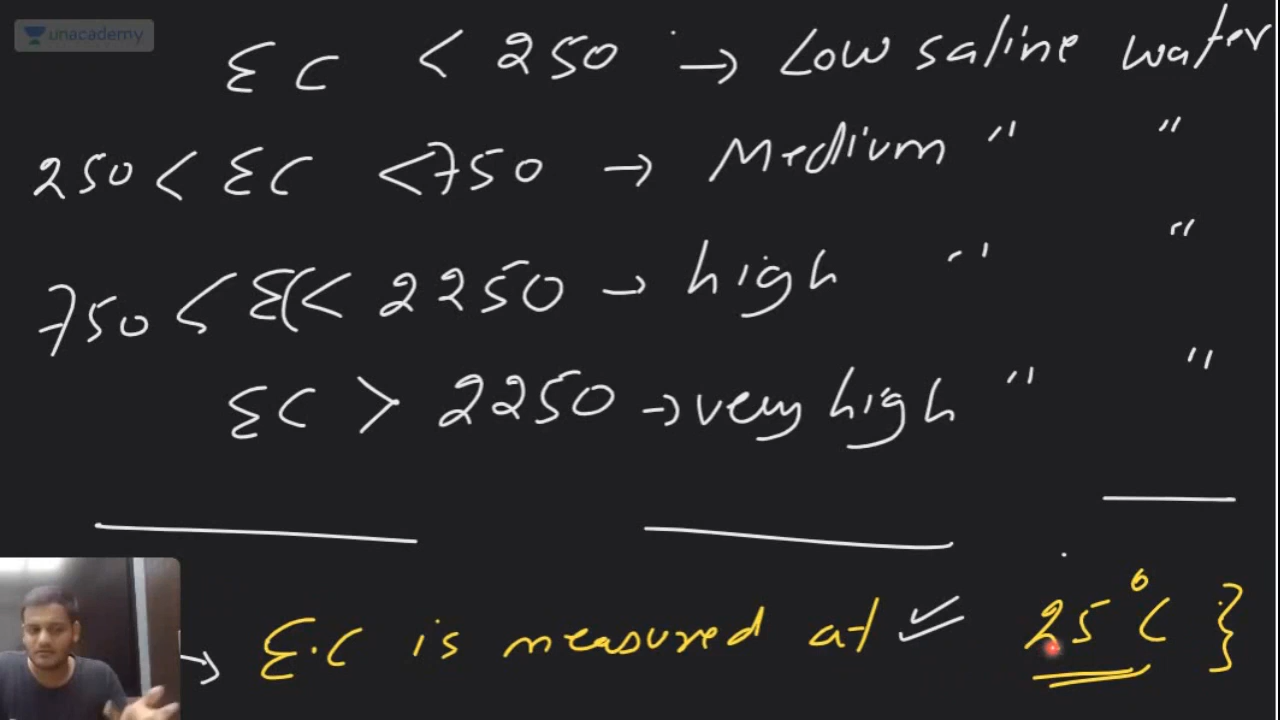 unacademy
EC < 250 → Low saline water
250 < EC < 750 → Medium " "
750 < EC < 2250 → high " "
EC > 2250 → very high " "
→ E.C is measured at ✓ 25°C }